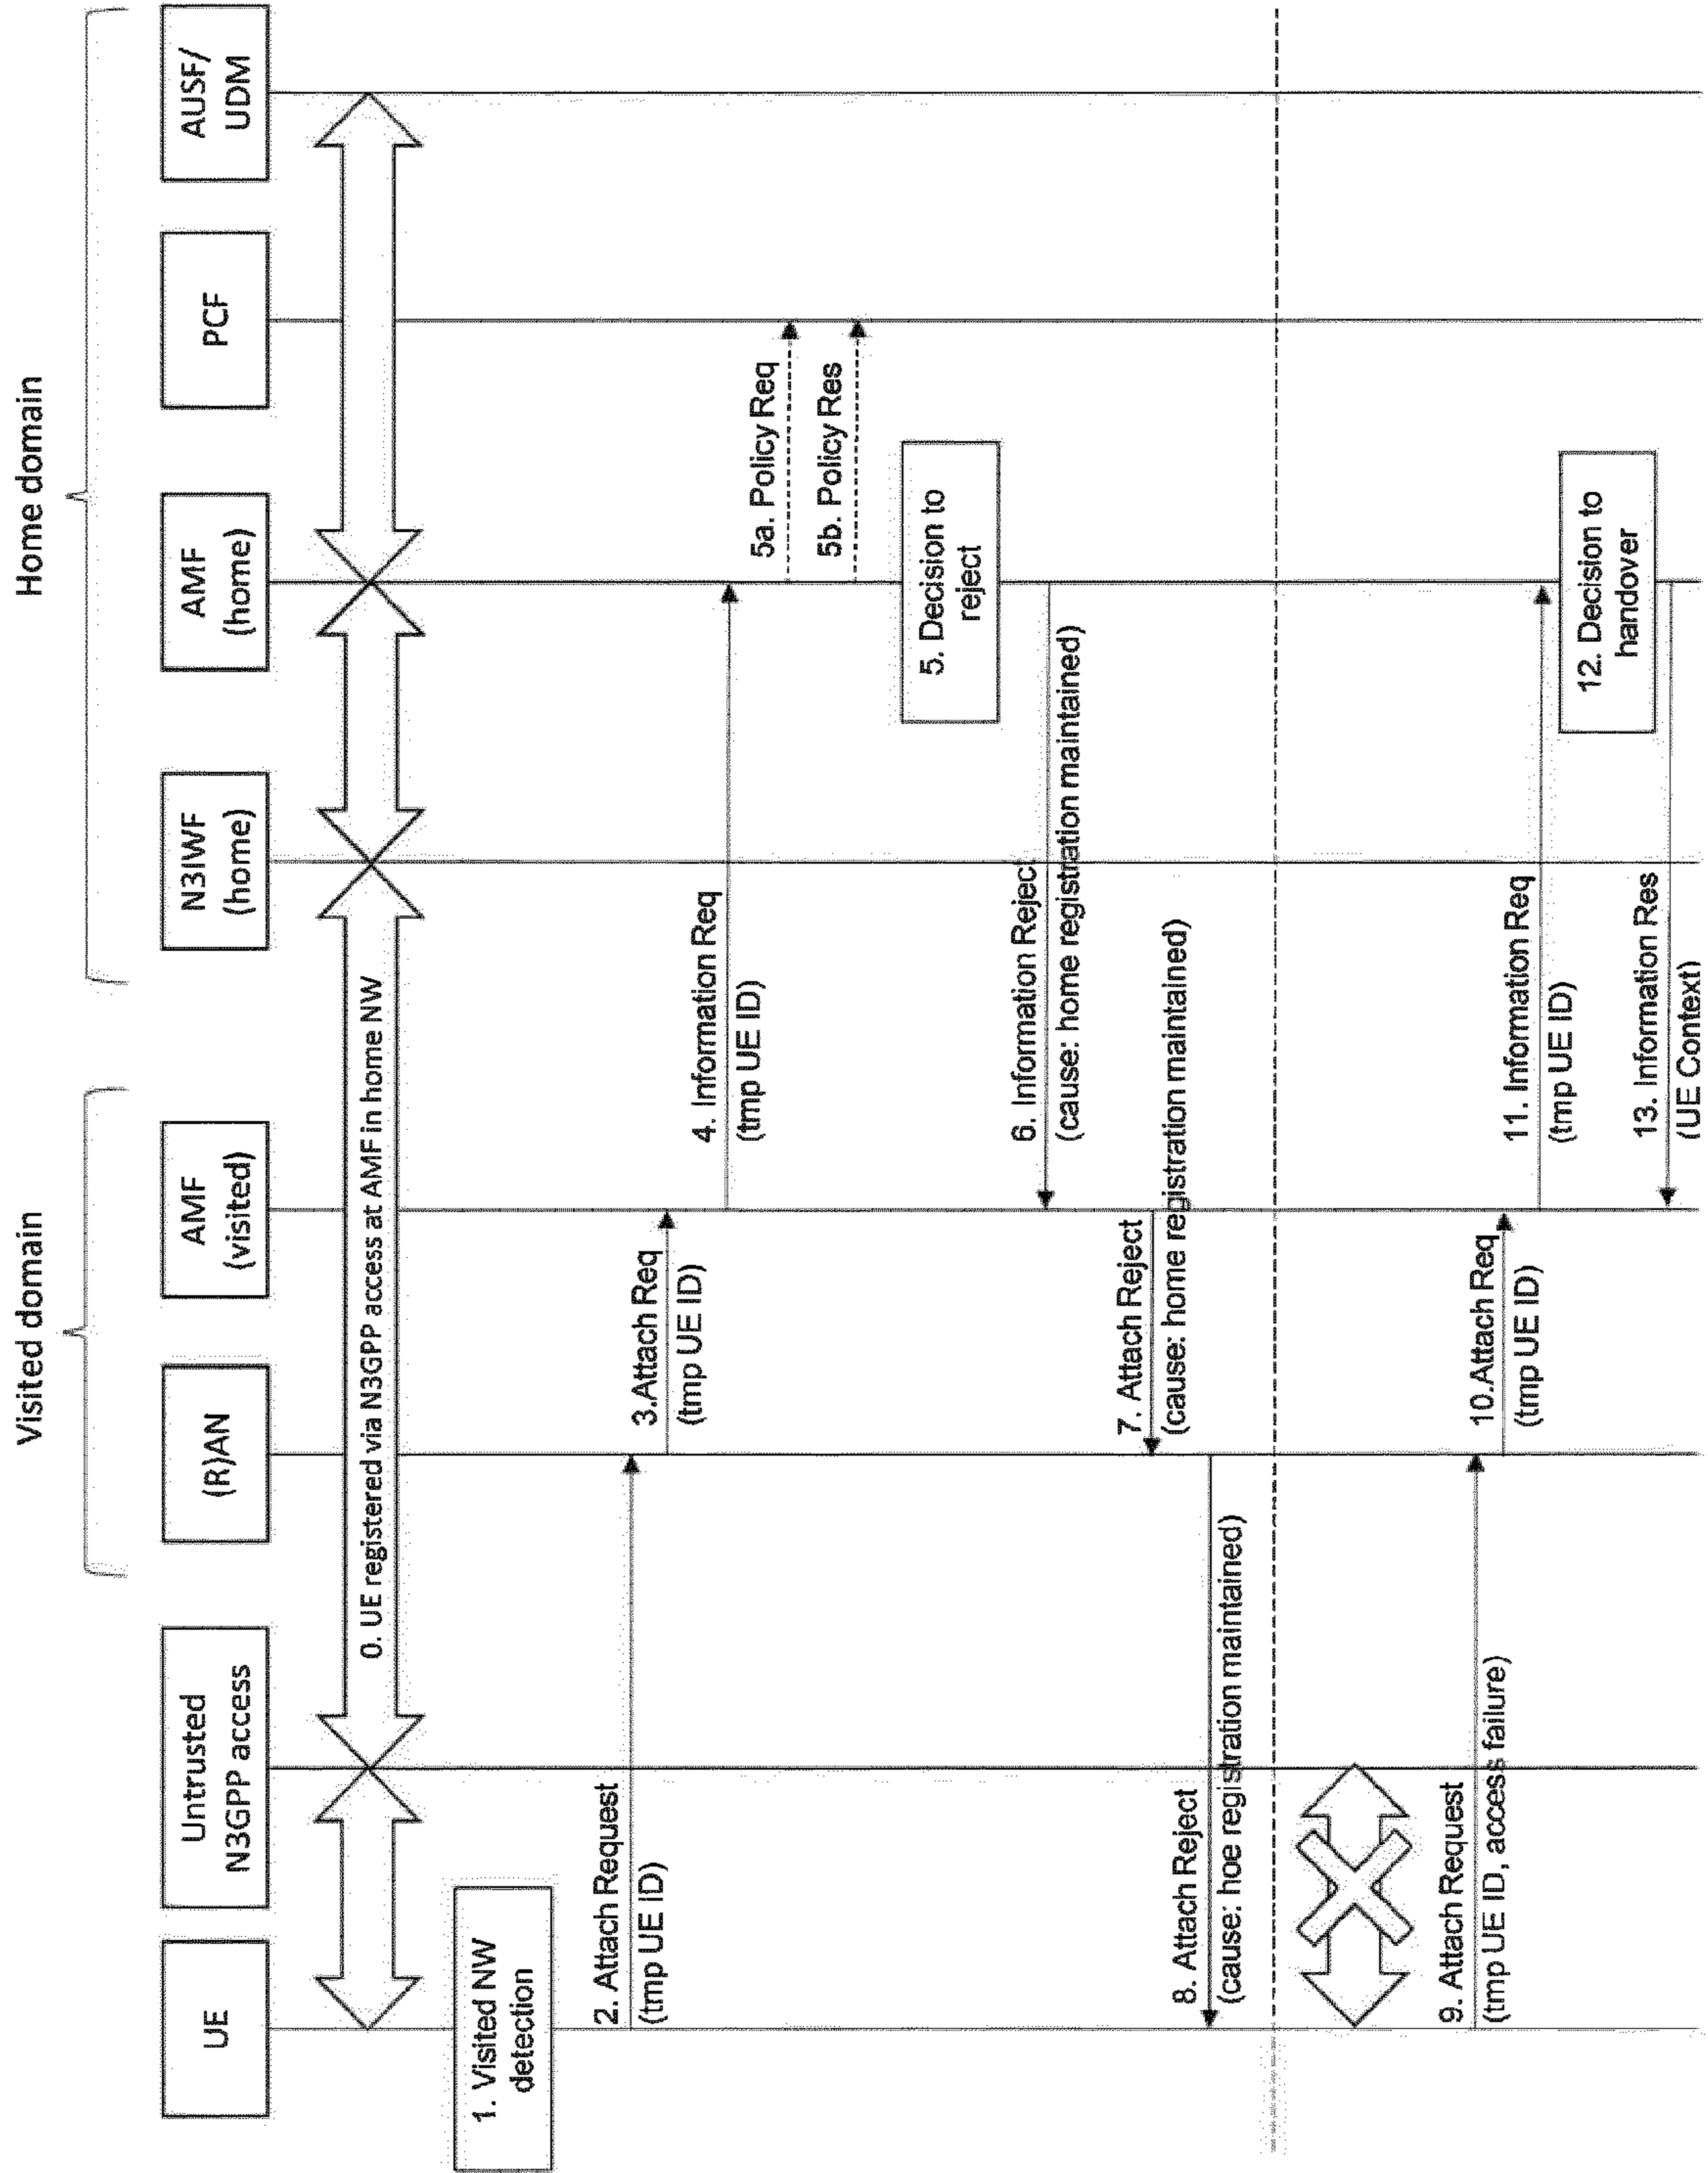 Visited domain
Home domain
UE
Untrusted
N3GPP access
(R)AN
AMF
(visited)
N3IWF
(home)
AMF
(home)
PCF
AUSF/
UDM
0. UE registered via N3GPP access at AMF in home NW
1. Visited NW
detection
2. Attach Request
(tmp UE ID)
3.Attach Req
(tmp UE ID)
4. Information Req
(tmp UE ID)
5a. Policy Req
5b. Policy Res
5. Decision to
reject
6. Information Reject
(cause: home registration maintained)
7. Attach Reject
(cause: home registration maintained)
8. Attach Reject
(cause: hoe registration maintained)
9. Attach Request
(tmp UE ID, access failure)
10.Attach Req
(tmp UE ID)
11. Information Req
(tmp UE ID)
12. Decision to
handover
13. Information Res
(UE Context)